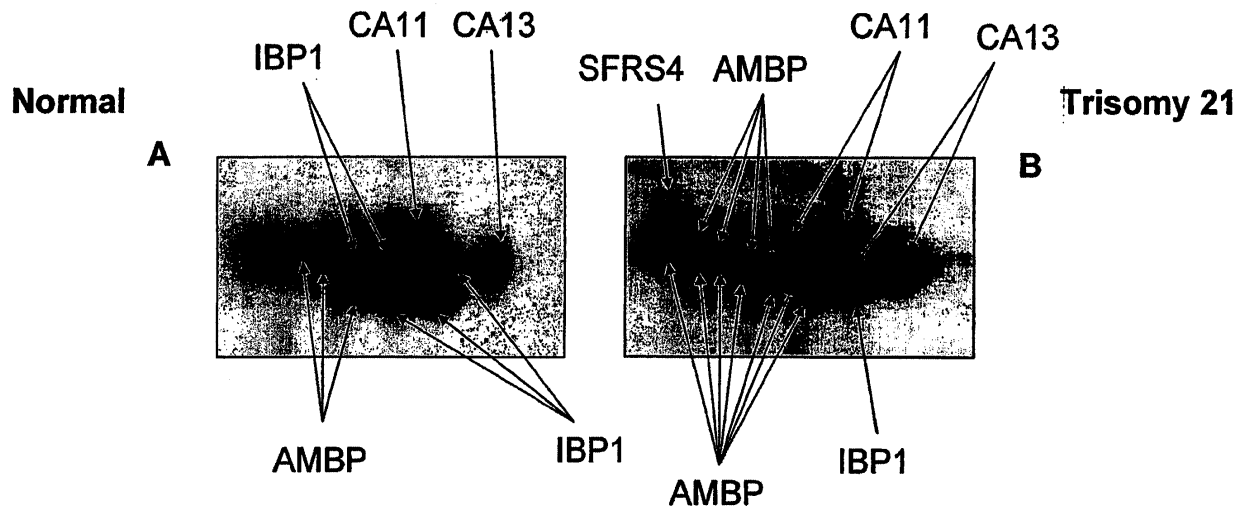 CA11 CA13
IBP1
Normal
A
AMBP
IBP1
CA11
CA13
SFRS4 AMBP
Trisomy 21
B
IBP1
AMBP